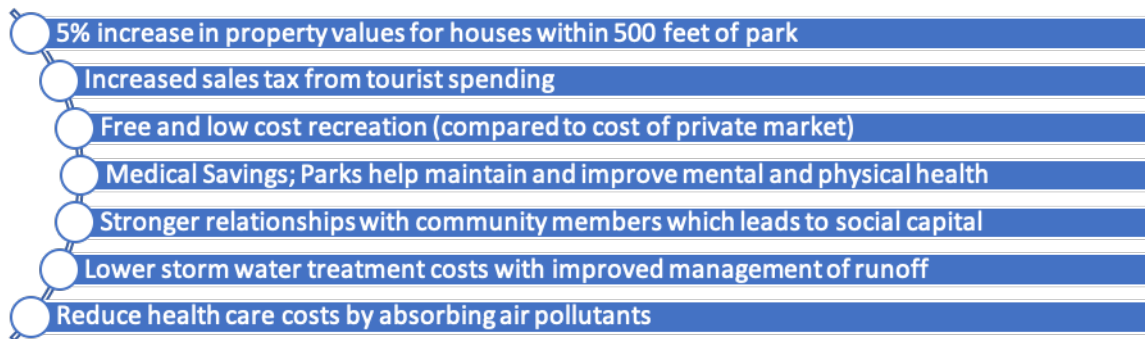 5% increase in property values for houses within 500 feet of park
Increased sales tax from tourist spending
Free and low cost recreation (compared to cost of private market)
Medical Savings; Parks help maintain and improve mental and physical health
Stronger relationships with community members which leads to social capital
Lower storm water treatment costs with improved management of runoff
Reduce health care costs by absorbing air pollutants